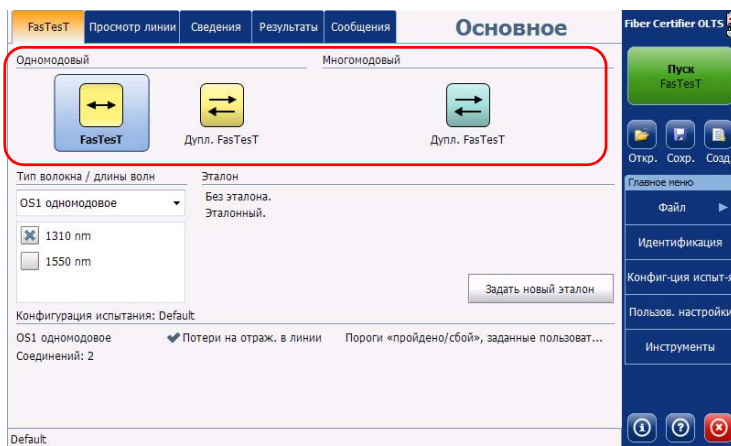 FasTesT
Просмотр линии
Сведения
Результаты
Сообщения
Основное
Fiber Certifier OLTS
Одномодовый
Многомодовый
FasTesT
Дупл. FasTesT
Дупл. FasTesT
Пуск
FasTesT
Откр. Сохр. Созд
Тип волокна / длины волн
Эталон
OS1 одномодовое
Без эталона.
Эталонный.
1310 nm
1550 nm
Задать новый эталон
Главное меню
Файл
Идентификация
Конфиг-ция испыт-я
Пользов. настройки
Инструменты
Конфигурация испытания: Default
OS1 одномодовое
Потери на отраж. в линии
Пороги «пройдено/сбой», заданные пользоват...
Соединений: 2
Default